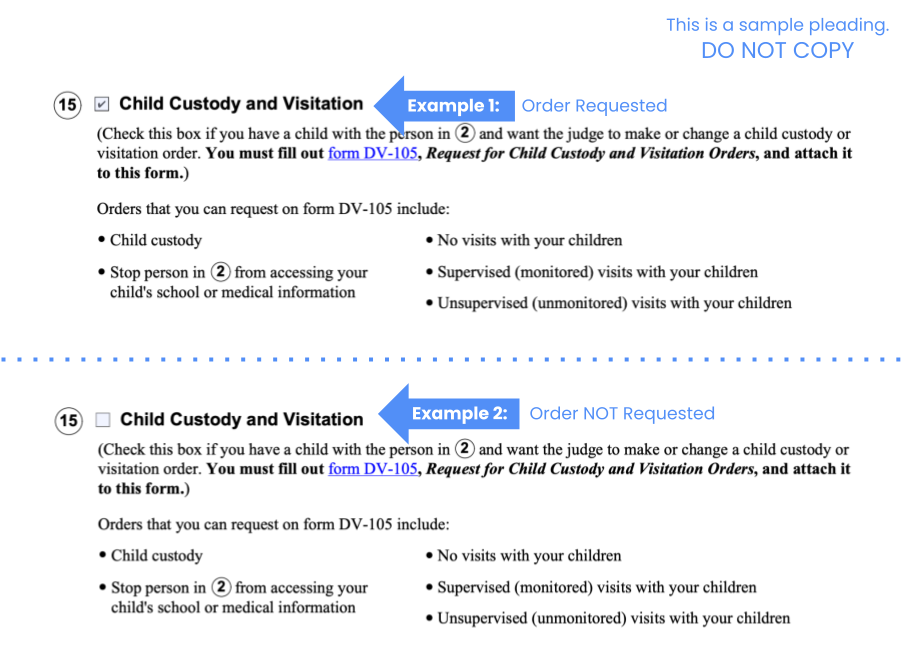 This is a sample pleading.
DO NOT COPY
15 Child Custody and Visitation Example 1: Order Requested
(Check this box if you have a child with the person in 2 and want the judge to make or change a child custody or
visitation order. You must fill out form DV-105, Request for Child Custody and Visitation Orders, and attach it
to this form.)
Orders that you can request on form DV-105 include:
• Child custody
• Stop person in 2 from accessing your
child's school or medical information
• No visits with your children
• Supervised (monitored) visits with your children
• Unsupervised (unmonitored) visits with your children
15 Child Custody and Visitation Example 2: Order NOT Requested
(Check this box if you have a child with the person in 2 and want the judge to make or change a child custody or
visitation order. You must fill out form DV-105, Request for Child Custody and Visitation Orders, and attach it
to this form.)
Orders that you can request on form DV-105 include:
• Child custody
• Stop person in 2 from accessing your
child's school or medical information
• No visits with your children
• Supervised (monitored) visits with your children
• Unsupervised (unmonitored) visits with your children